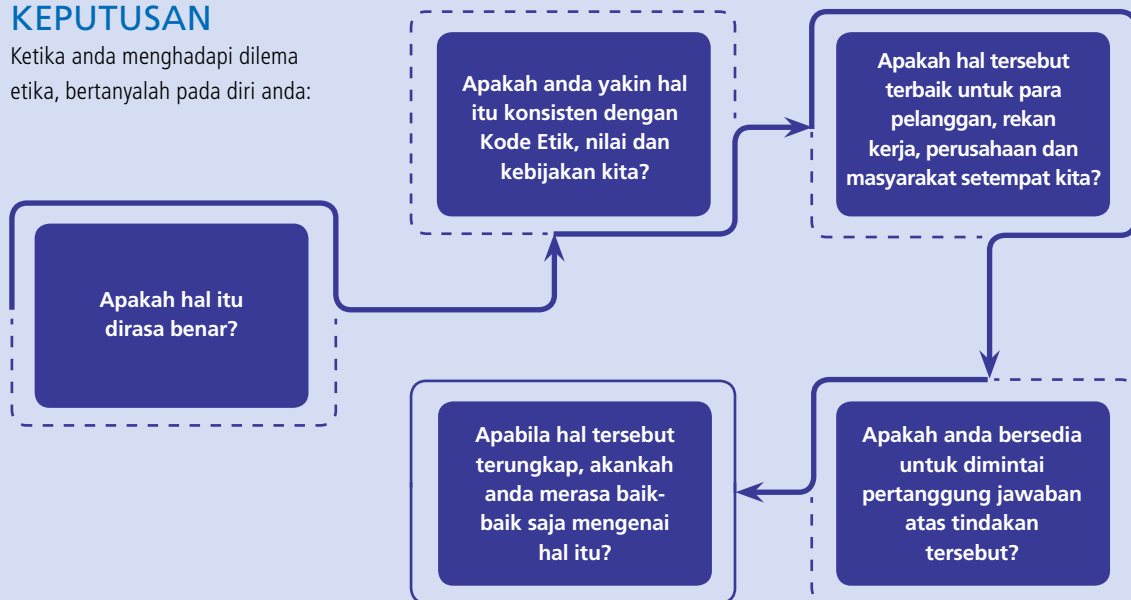 KEPUTUSAN
Ketika anda menghadapi dilema
etika, bertanyalah pada diri anda:
Apakah hal itu
dirasa benar?
Apakah anda yakin hal
itu konsisten dengan
Kode Etik, nilai dan
kebijakan kita?
Apakah hal tersebut
terbaik untuk para
pelanggan, rekan
kerja, perusahaan dan
masyarakat setempat kita?
Apakah anda bersedia
untuk dimintai
pertanggung jawaban
atas tindakan
tersebut?
Apabila hal tersebut
terungkap, akankah
anda merasa baik-
baik saja mengenai
hal itu?